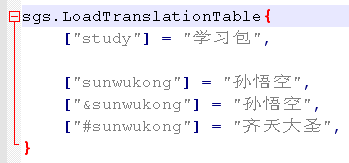 sgs.LoadTranslationTable{
["study"] = "学习包",
["sunwukong"] = "孙悟空",
["&sunwukong"] = "孙悟空",
["#sunwukong"] = "齐天大圣",
}